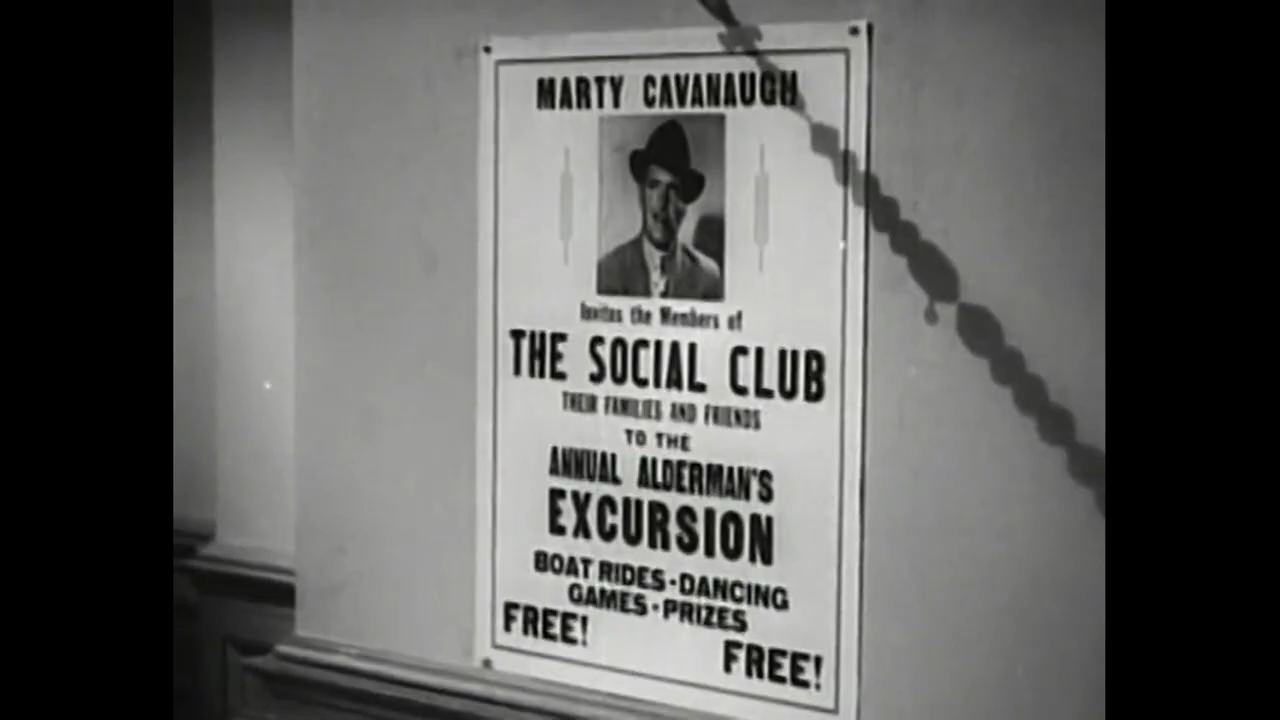 MARTY CAVANAUGH
Invites the Members of
THE SOCIAL CLUB
THEIR FAMILIES AND FRIENDS
TO THE
ANNUAL ALDERMAN'S
EXCURSION
BOAT RIDES - DANCING
GAMES - PRIZES
FREE!
FREE!